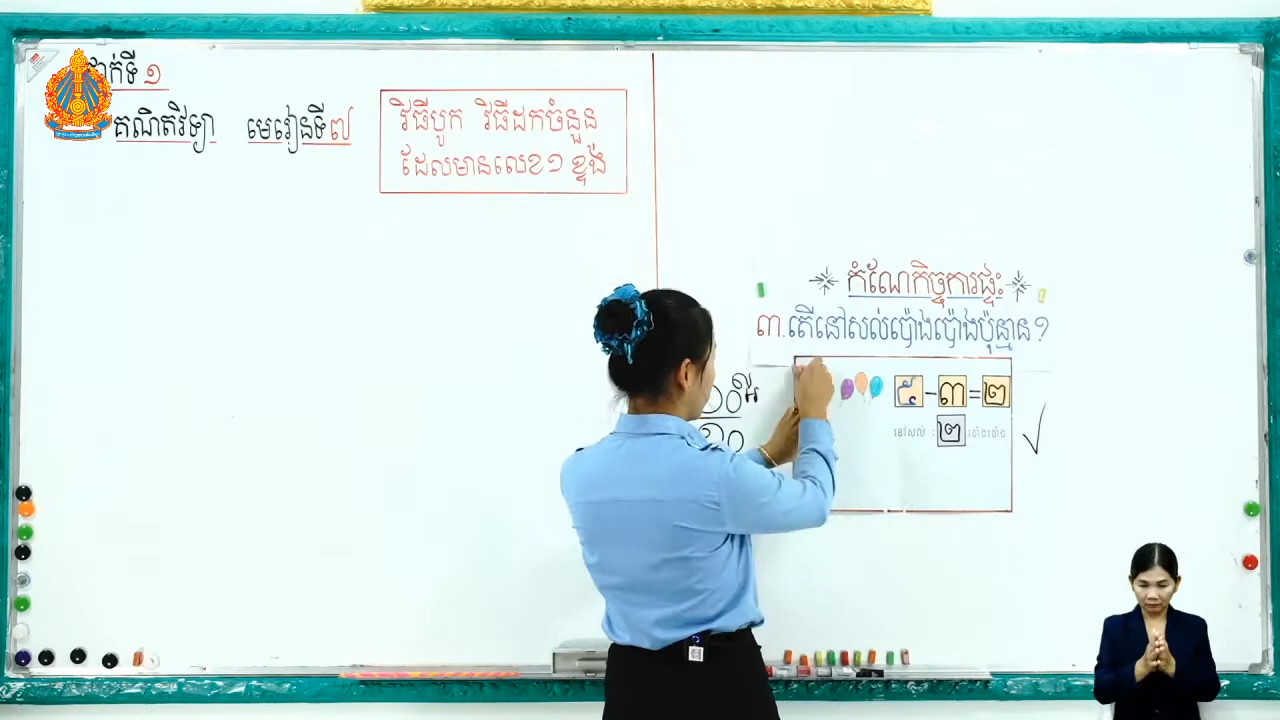 ថ្នាក់ទី ១
គណិតវិទ្យា មេរៀនទី៧
វិធីបូក វិធីដកចំនួន
ដែលមានលេខ១ ខ្ទង់
កំណែកិច្ចការផ្ទះ
៣.តើនៅសល់ប៉ោងប៉ោងប៉ុន្មាន?
៥-៣=២
នៅសល់ : ២ ប៉ោងប៉ោង